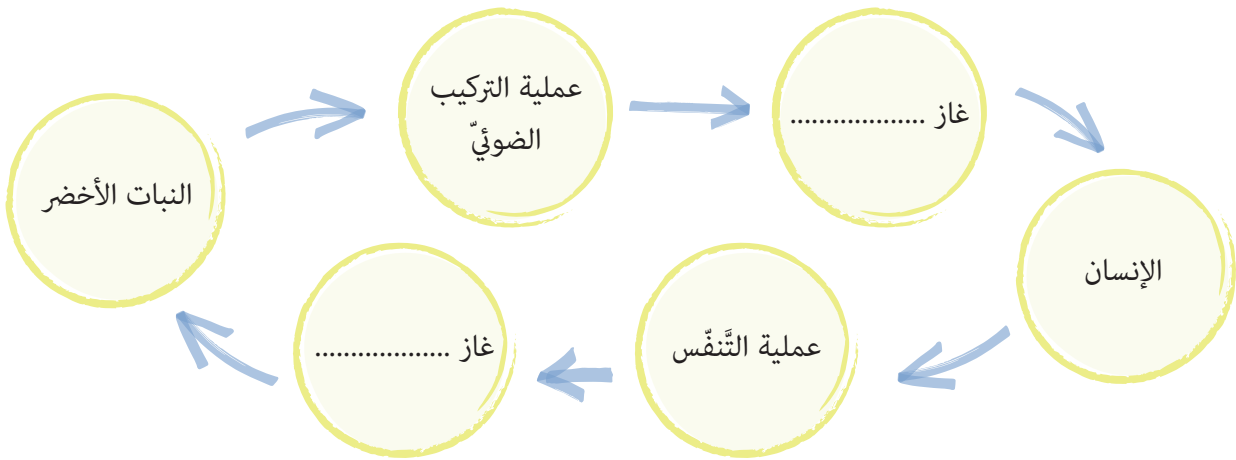 عملية التركيب
الضوئيّ
غاز ...................
النبات الأخضر
الإنسان
عملية التَّنفّس
غاز ...................